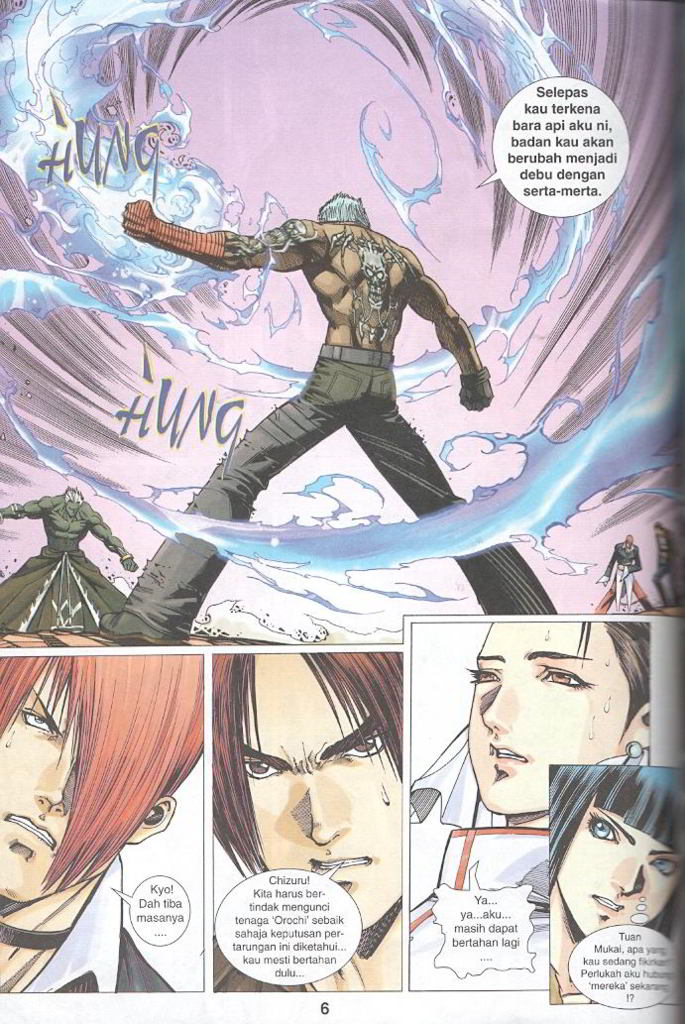 Selepas
kau terkena
bara api aku ni,
badan kau akan
berubah menjadi
debu dengan
serta-merta.
HUNG
HUNG
Kyo!
Dah tiba
masanya
....
Chizuru!
Kita harus ber-
tindak mengunci
tenaga 'Orochi' sebaik
sahaja keputusan per-
tarungan ini diketahui...
kau mesti bertahan
dulu...
Ya...
ya...aku...
masih dapat
bertahan lagi
....
Tuan
Mukai, apa yang
kau sedang fikirkan
Perlukah aku
'mereka' sekarang
!?
6